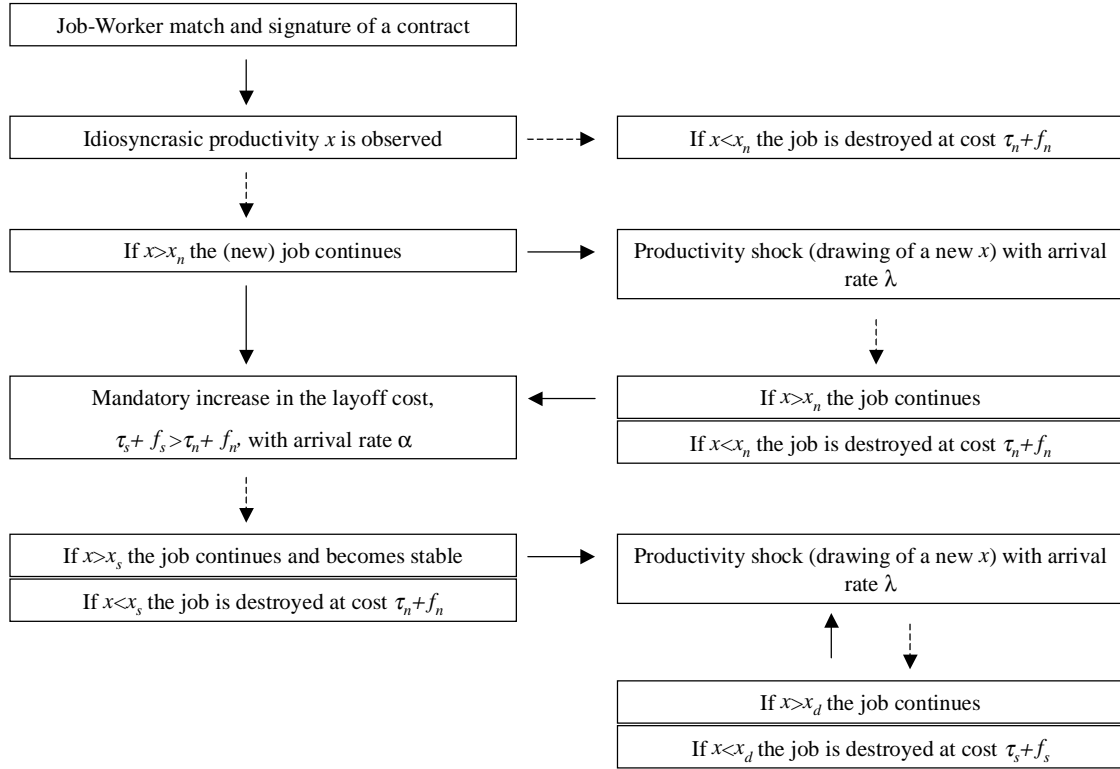 Job-Worker match and signature of a contract
Idiosyncrasic productivity x is observed
If x<xₙ the job is destroyed at cost τₙ+fₙ
If x>xₙ the (new) job continues
Productivity shock (drawing of a new x) with arrival
rate λ
Mandatory increase in the layoff cost,
τₛ+ fₛ>τₙ+ fₙ, with arrival rate α
If x>xₙ the job continues
If x<xₙ the job is destroyed at cost τₙ+fₙ
If x>xₛ the job continues and becomes stable
If x<xₛ the job is destroyed at cost τₙ+fₙ
Productivity shock (drawing of a new x) with arrival
rate λ
If x>x_d the job continues
If x<x_d the job is destroyed at cost τₛ+fₛ